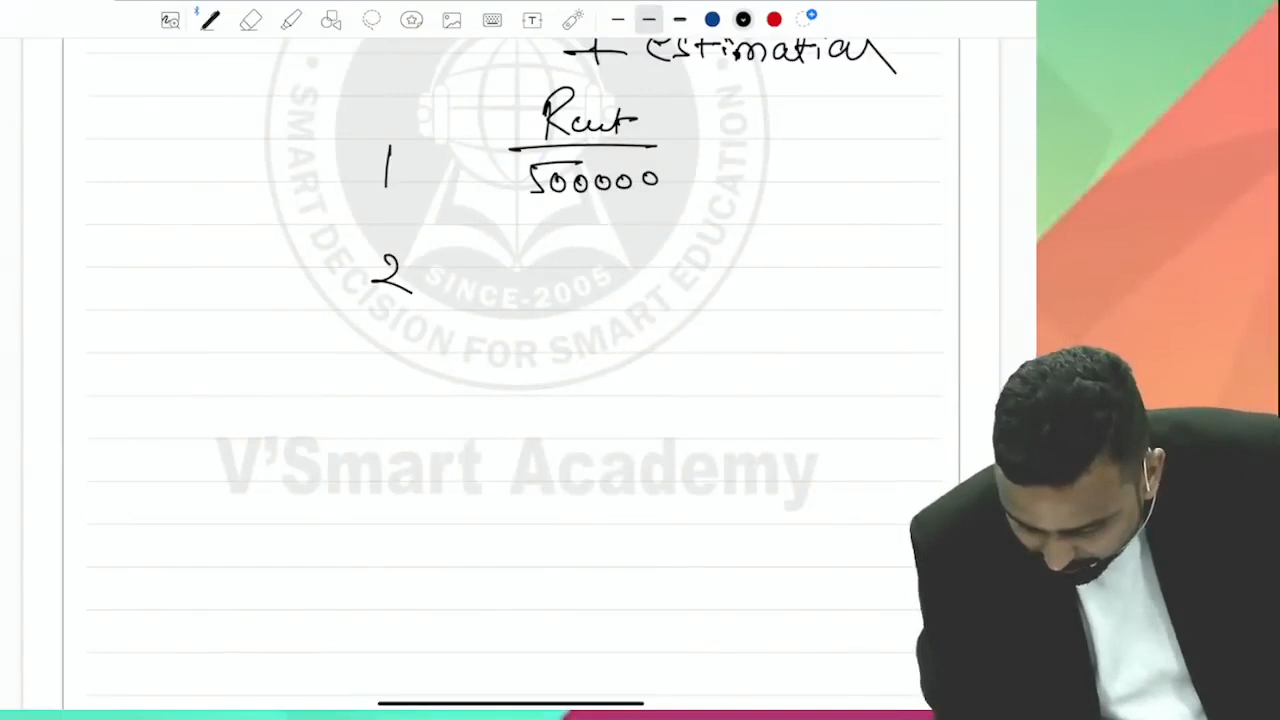 + estimation
Rent
1 500000
2
SMART DECISION FOR SMART EDUCATION
SINCE-2005
V'Smart Academy